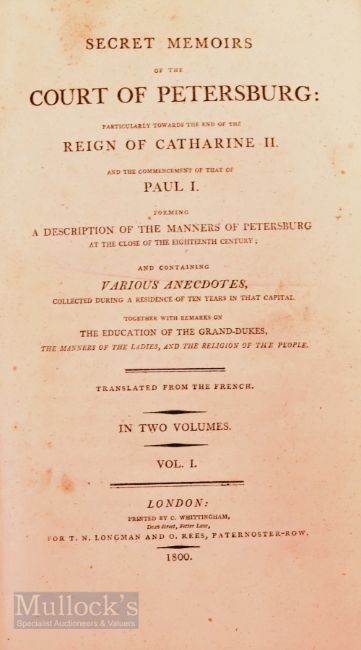 SECRET MEMOIRS
OF THE
COURT OF PETERSBURG:
PARTICULARLY TOWARDS THE END OF THE
REIGN OF CATHARINE II.
AND THE COMMENCEMENT OF THAT OF
PAUL I.
FORMING
A DESCRIPTION OF THE MANNERS OF PETERSBURG
AT THE CLOSE OF THE EIGHTEENTH CENTURY;
AND CONTAINING
VARIOUS ANECDOTES,
COLLECTED DURING A RESIDENCE OF TEN YEARS IN THAT CAPITAL.
TOGETHER WITH REMARKS ON
THE EDUCATION OF THE GRAND-DUKES,
THE MANNERS OF THE LADIES, AND THE RELIGION OF THE PEOPLE.
TRANSLATED FROM THE FRENCH.
IN TWO VOLUMES.
VOL. I.
LONDON:
PRINTED BY C. WHITTINGHAM,
Dean Street, Fetter Lane,
FOR T. N. LONGMAN AND O. REES, PATERNOSTER-ROW.
1800.
Mullock's
Specialist Auctioneers & Valuers